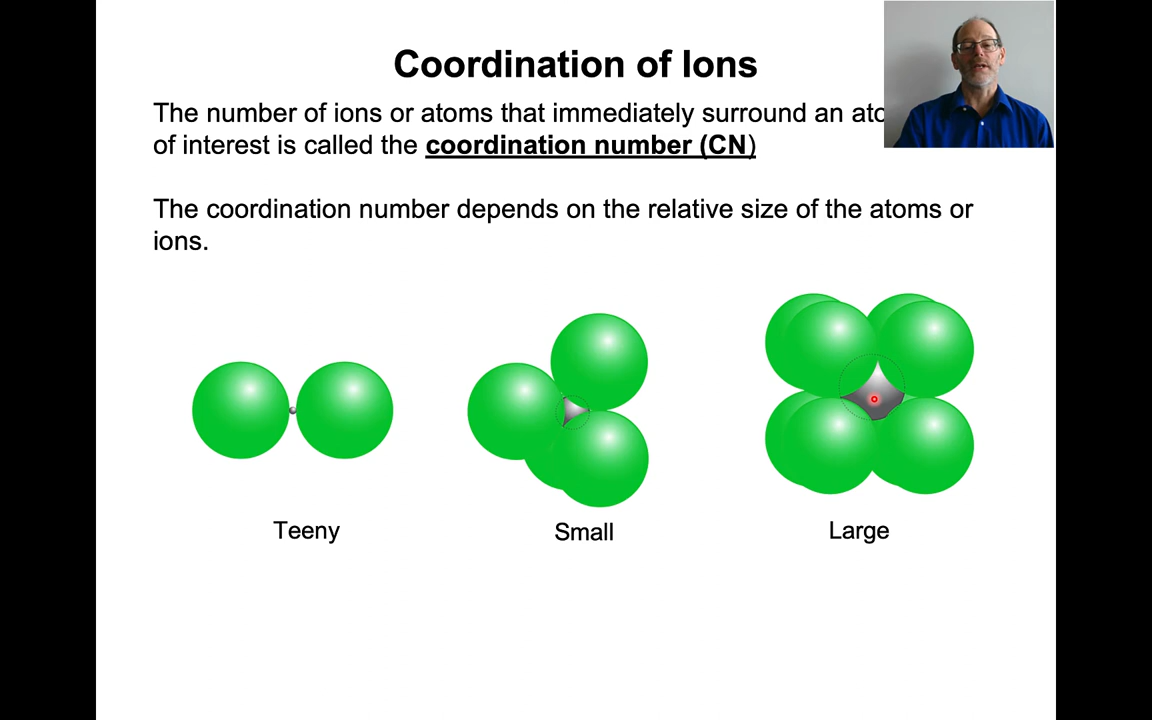 Coordination of Ions
The number of ions or atoms that immediately surround an
of interest is called the coordination number (CN)
The coordination number depends on the relative size of the atoms or
ions.
Teeny
Small
Large